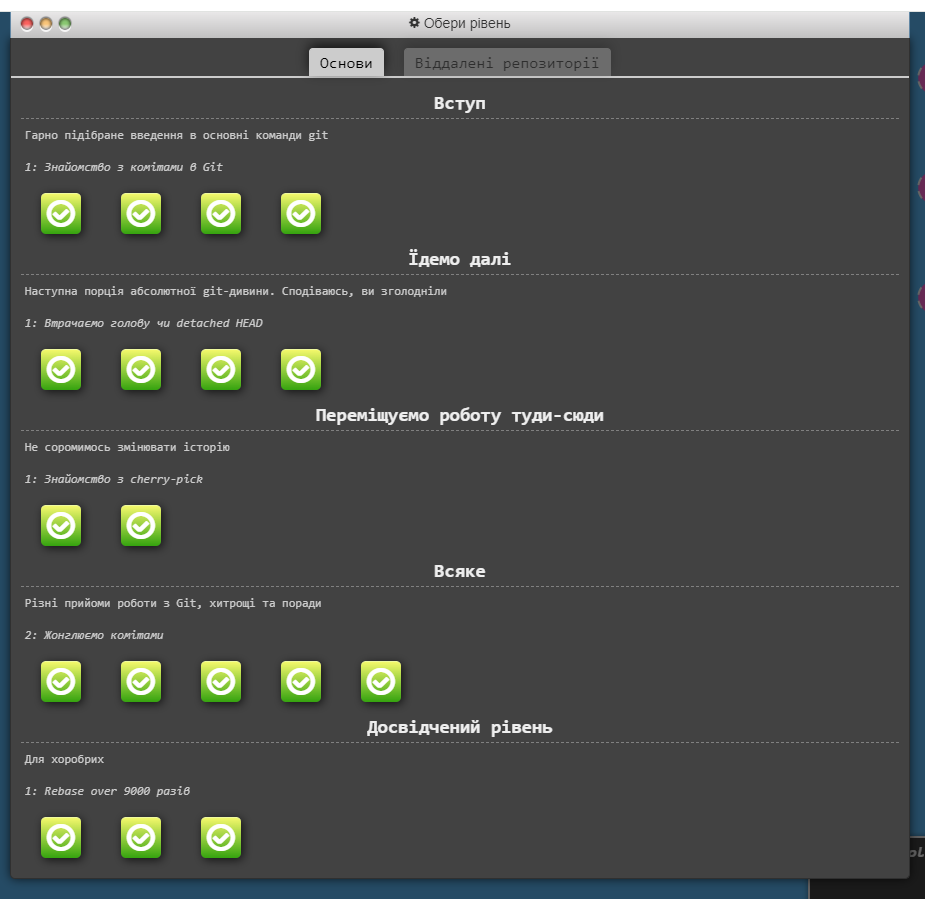 Обери рівень
Основи
Віддалені репозиторії
Вступ
Гарно підібране введення в основні команди git
1: Знайомство з комітами в Git
Їдемо далі
Наступна порція абсолютної git-дивини. Сподіваюсь, ви зголодніли
1: Втрачаємо голову чи detached HEAD
Переміщуємо роботу туди-сюди
Не соромимось змінювати історію
1: Знайомство з cherry-pick
Всяке
Різні прийоми роботи з Git, хитрощі та поради
2: Жонглюємо комітами
Досвідчений рівень
Для хоробрих
1: Rebase over 9000 разів